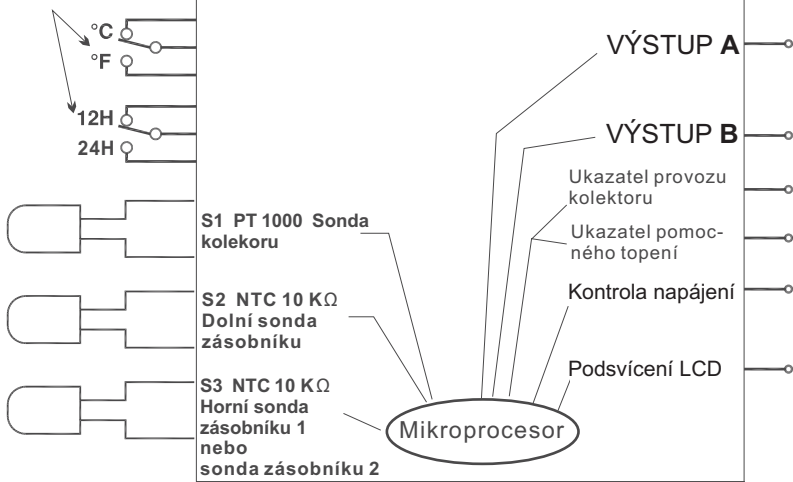 °C
°F
12H
24H
S1 PT 1000 Sonda
kolekoru
S2 NTC 10 KΩ
Dolní sonda
zásobníku
S3 NTC 10 KΩ
Horní sonda
zásobníku 1
nebo
sonda zásobníku 2
VÝSTUP A
VÝSTUP B
Ukazatel provozu
kolektoru
Ukazatel pomoc-
ného topení
Kontrola napájení
Podsvícení LCD
Mikroprocesor